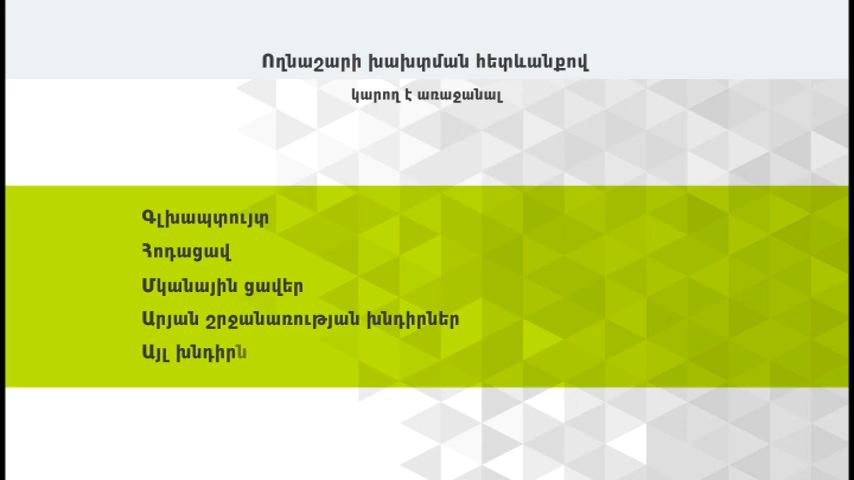 Ողնաշարի խախտման հետևանքով
կարող է առաջանալ
Գլխապտույտ
Հոդացավ
Մկանային ցավեր
Արյան շրջանառության խնդիրներ
Այլ խնդիրն